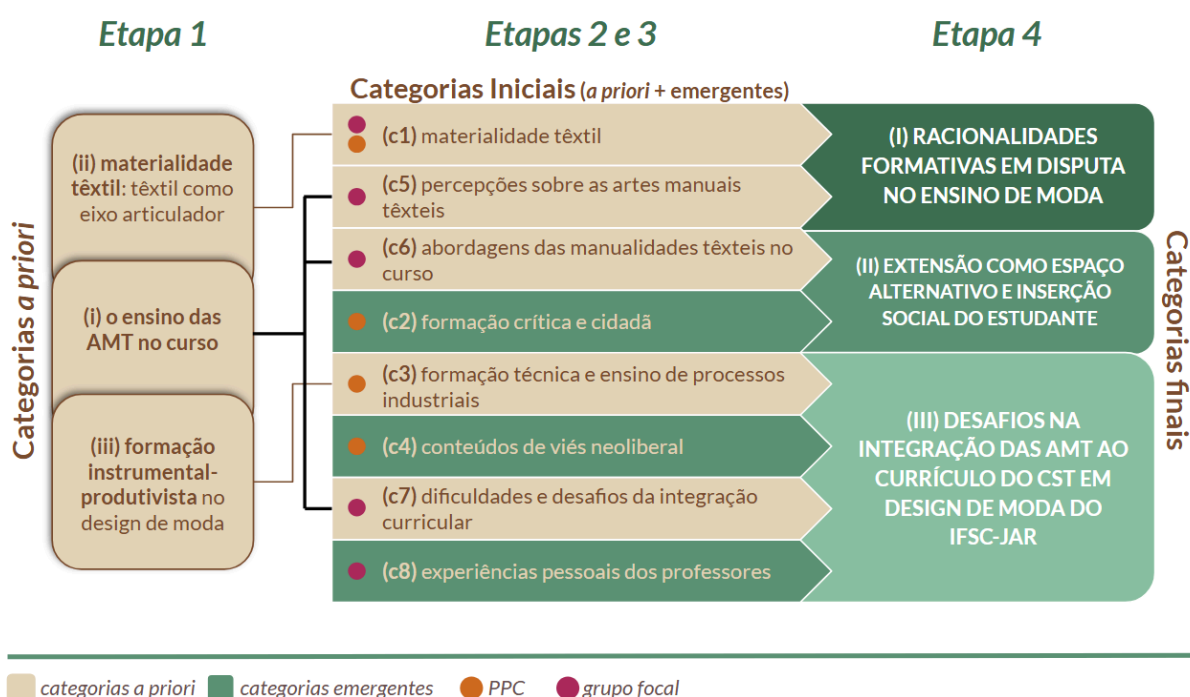 Etapa 1
Etapas 2 e 3
Etapa 4
Categorias Iniciais (a priori + emergentes)
Categorias a priori
(ii) materialidade
têxtil: têxtil como
eixo articulador
(i) o ensino das
AMT no curso
(iii) formação
instrumental-
produtivista no
design de moda
(c1) materialidade têxtil
(c5) percepções sobre as artes manuais
têxteis
(c6) abordagens das manualidades têxteis no
curso
(c2) formação crítica e cidadã
(c3) formação técnica e ensino de processos
industriais
(c4) conteúdos de viés neoliberal
(c7) dificuldades e desafios da integração
curricular
(c8) experiências pessoais dos professores
(I) RACIONALIDADES
FORMATIVAS EM DISPUTA
NO ENSINO DE MODA
(II) EXTENSÃO COMO ESPAÇO
ALTERNATIVO E INSERÇÃO
SOCIAL DO ESTUDANTE
(III) DESAFIOS NA
INTEGRAÇÃO DAS AMT AO
CURRÍCULO DO CST EM
DESIGN DE MODA DO
IFSC-JAR
Categorias finais
categorias a priori
categorias emergentes
PPC
grupo focal